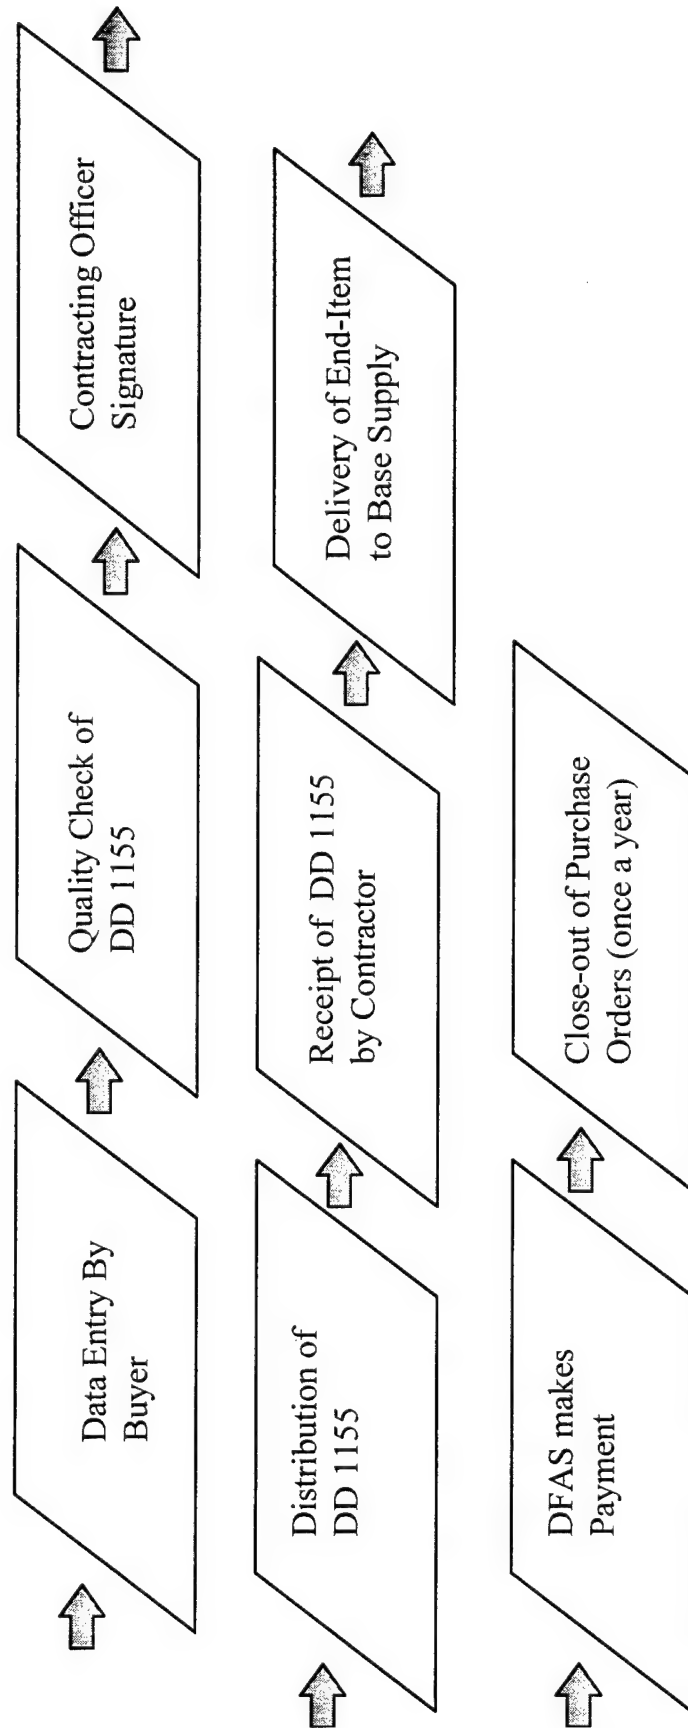 Data Entry By
Buyer
Quality Check of
DD 1155
Contracting Officer
Signature
Distribution of
DD 1155
Receipt of DD 1155
by Contractor
Delivery of End-Item
to Base Supply
DFAS makes
Payment
Close-out of Purchase
Orders (once a year)